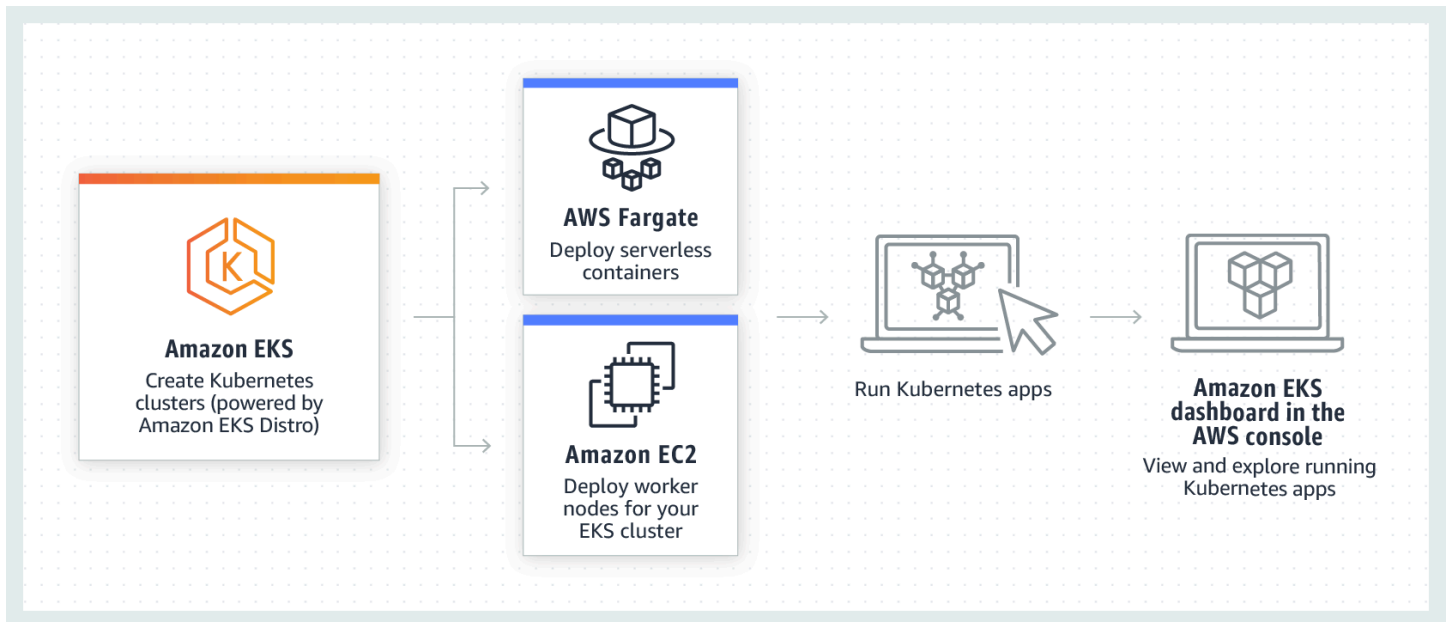 K
Amazon EKS
Create Kubernetes
clusters (powered by
Amazon EKS Distro)
AWS Fargate
Deploy serverless
containers
Amazon EC2
Deploy worker
nodes for your
EKS cluster
Run Kubernetes apps
Amazon EKS
dashboard in the
AWS console
View and explore running
Kubernetes apps